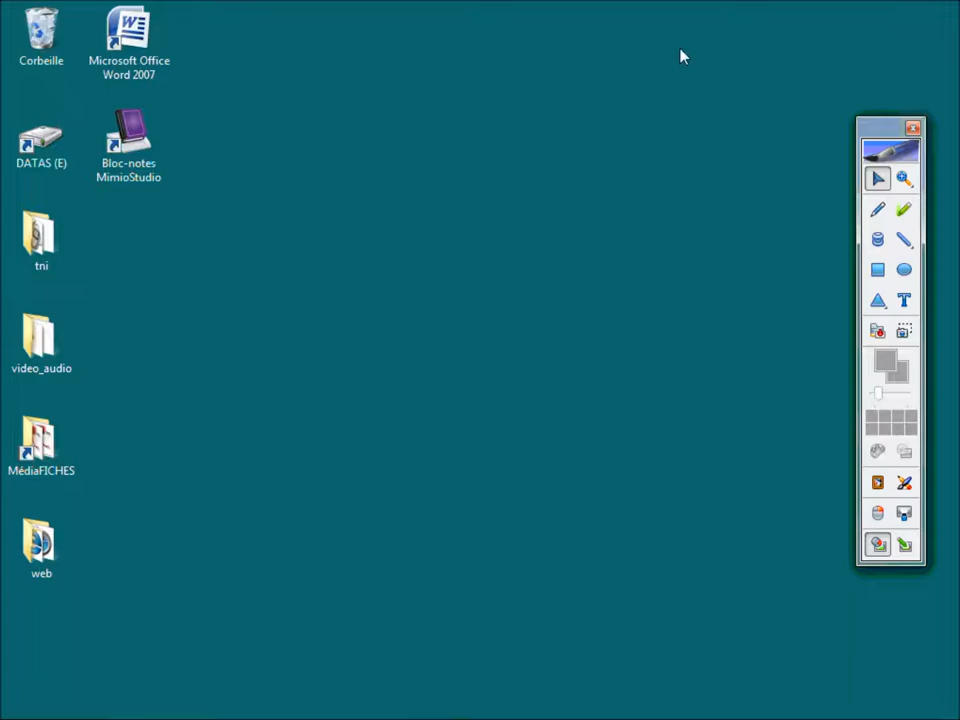 Corbeille
Microsoft Office
Word 2007
DATAS (E)
Bloc-notes
MimioStudio
tni
video_audio
MédiaFICHES
web